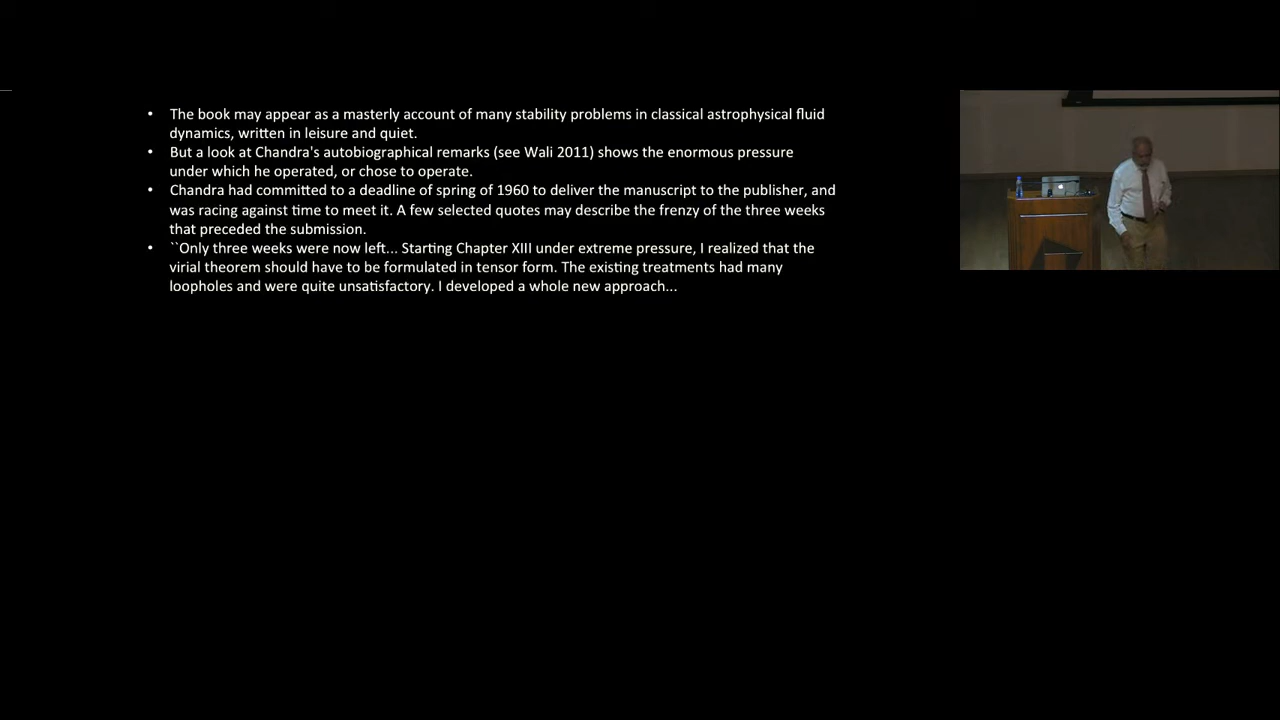 • The book may appear as a masterly account of many stability problems in classical astrophysical fluid
dynamics, written in leisure and quiet.
• But a look at Chandra's autobiographical remarks (see Wali 2011) shows the enormous pressure
under which he operated, or chose to operate.
• Chandra had committed to a deadline of spring of 1960 to deliver the manuscript to the publisher, and
was racing against time to meet it. A few selected quotes may describe the frenzy of the three weeks
that preceded the submission.
• ``Only three weeks were now left... Starting Chapter XIII under extreme pressure, I realized that the
virial theorem should have to be formulated in tensor form. The existing treatments had many
loopholes and were quite unsatisfactory. I developed a whole new approach...